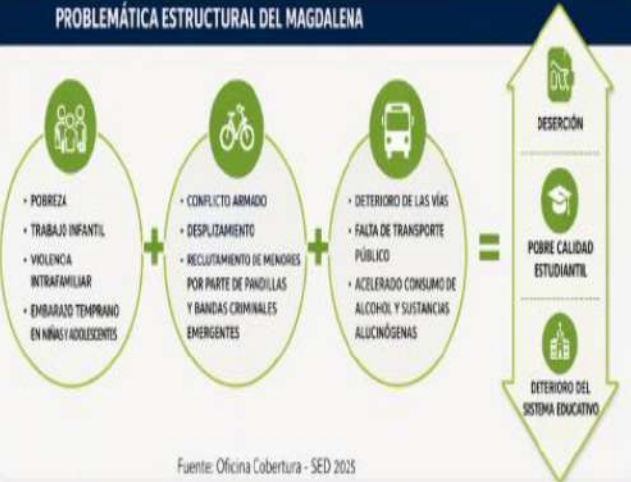 PROBLEMÁTICA ESTRUCTURAL DEL MAGDALENA
• POBREZA
• TRABAJO INFANTIL
• VIOLENCIA
INTRAFAMILIAR
• EMBARAZO TEMPRANO
EN NIÑAS Y ADOLESCENTES
+
• CONFLICTO ARMADO
• DESPLIZAMIENTO
• RECLUTAMIENTO DE MENORES
POR PARTE DE PANDILLAS
Y BANDAS CRIMINALES
EMERGENTES
+
• DETERIORO DE LAS VÍAS
• FALTA DE TRANSPORTE
PÚBLICO
• ACELERADO CONSUMO DE
ALCOHOL Y SUSTANCIAS
ALUCINÓGENAS
=
DESERCIÓN
POBRE CALIDAD
ESTUDIANTIL
DETERIORO DEL
SISTEMA EDUCATIVO
Fuente: Oficina Cobertura - SED 2025